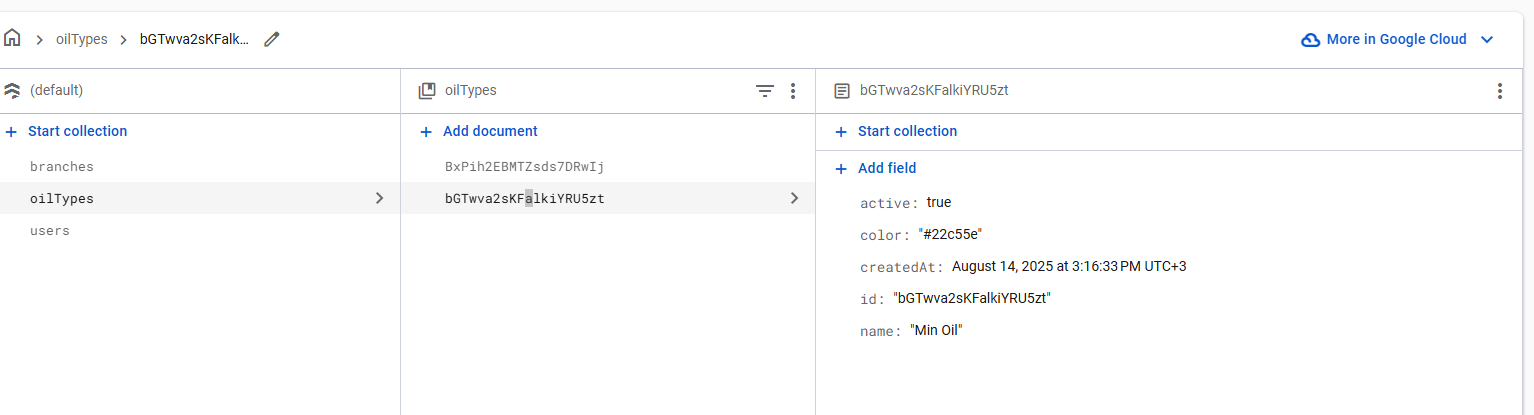 oilTypes bGTwva2sKFalk...
More in Google Cloud
(default)
oilTypes
bGTwva2sKFalkiYRU5zt
Start collection
Add document
Start collection
branches
oilTypes
users
BxPih2EBMTZsds7DRwIj
bGTwva2sKFalkiYRU5zt
Add field
active: true
color: "#22c55e"
createdAt: August 14, 2025 at 3:16:33 PM UTC+3
id: "bGTwva2sKFalkiYRU5zt"
name: "Min Oil"